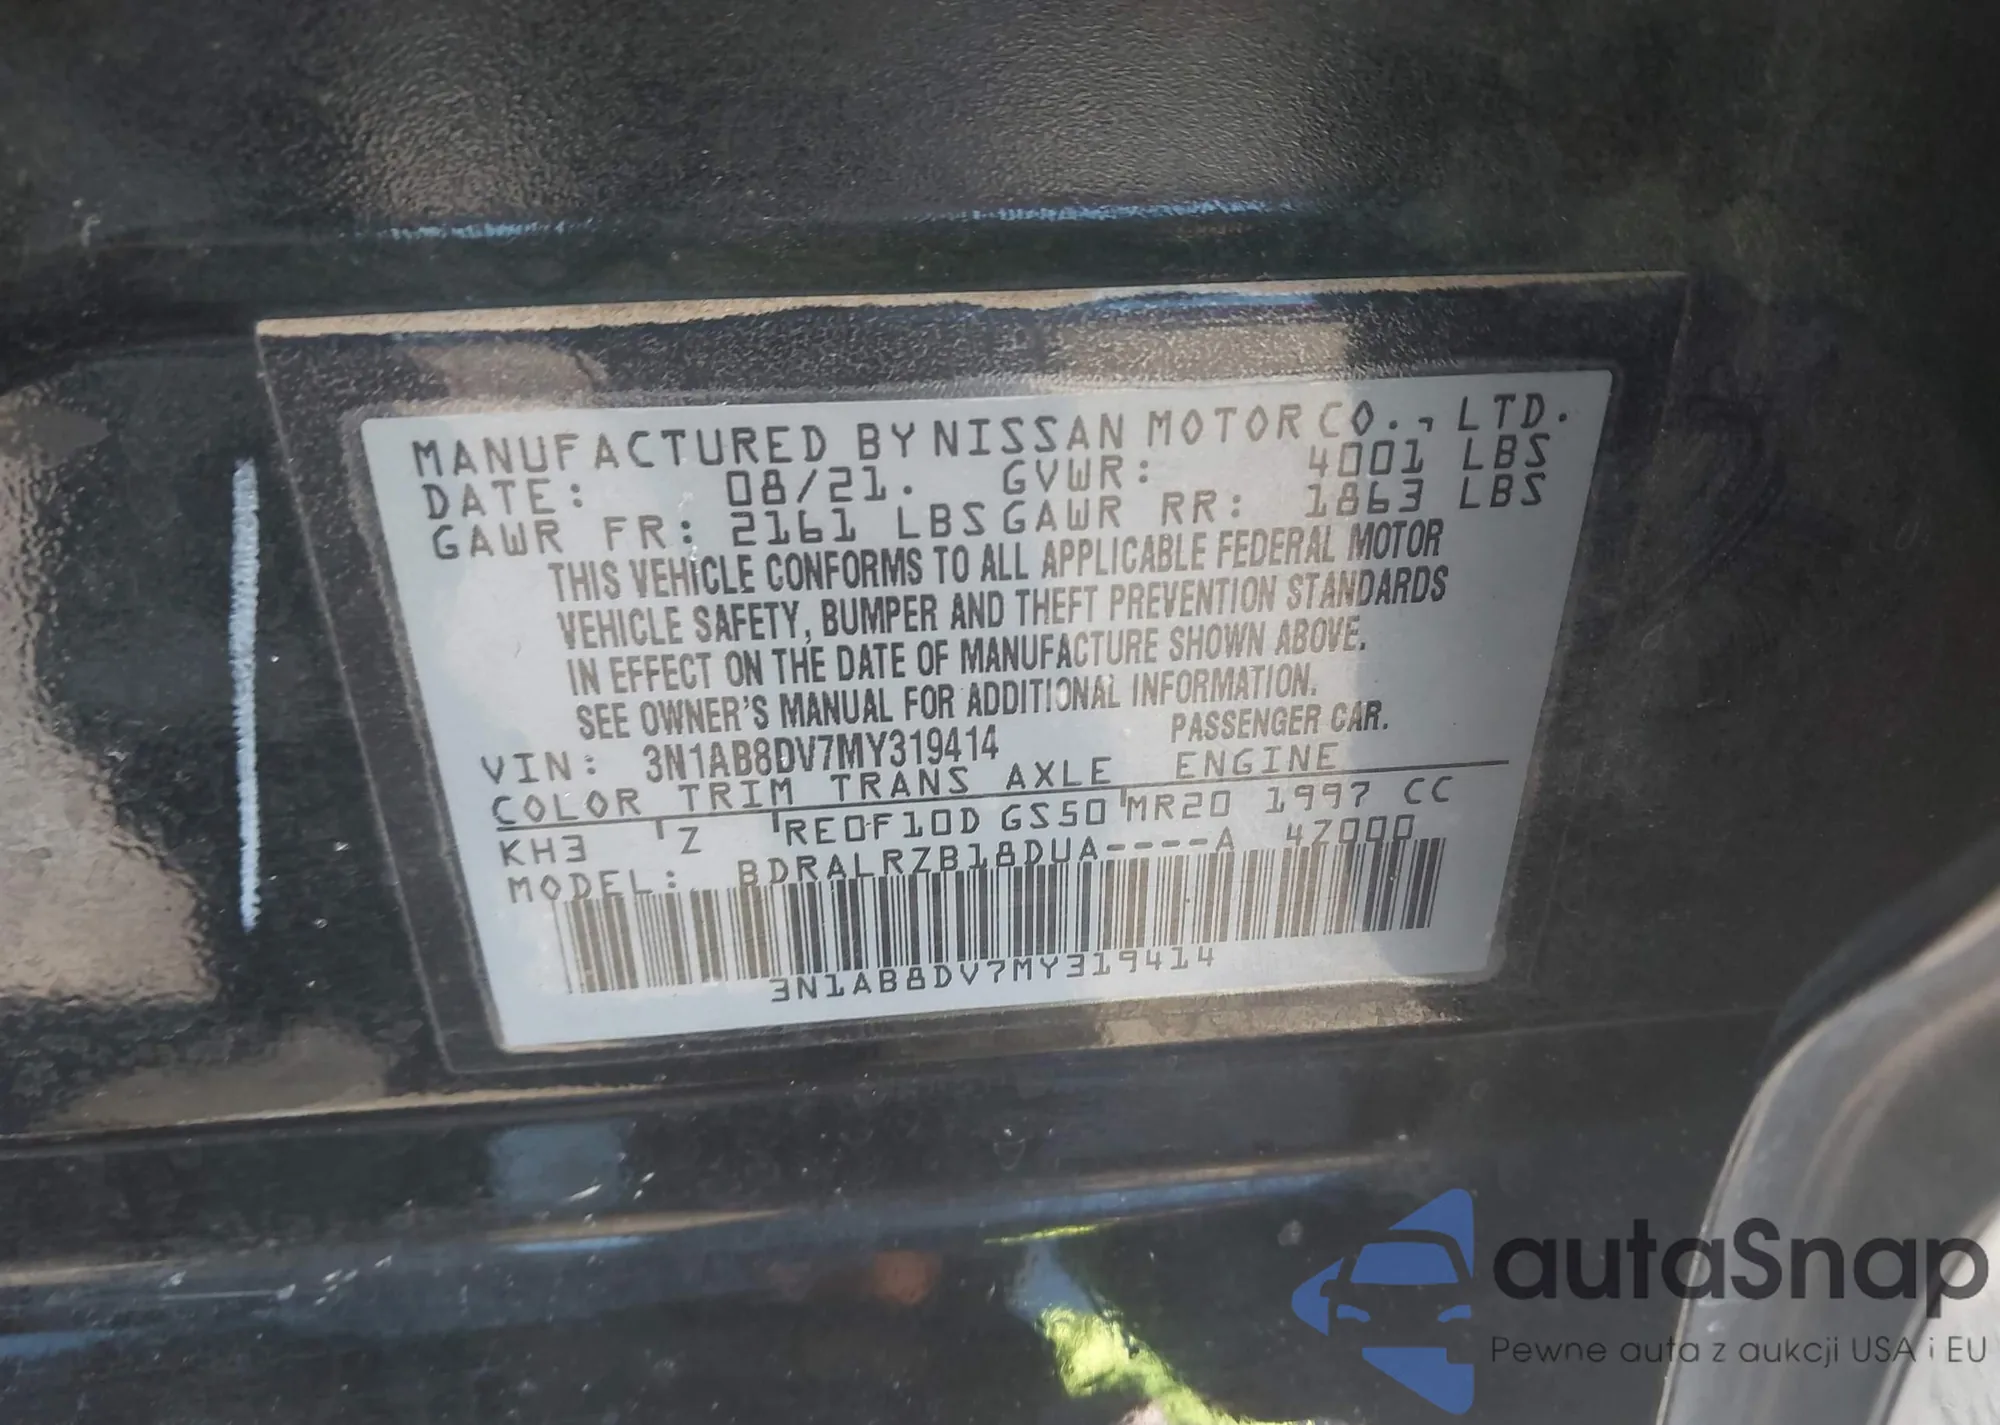 MANUFACTURED BY NISSAN MOTOR CO., LTD.
DATE: 08/21. GVWR: 4001 LBS
GAWR FR: 2161 LBS GAWR RR: 1863 LBS
THIS VEHICLE CONFORMS TO ALL APPLICABLE FEDERAL MOTOR
VEHICLE SAFETY, BUMPER AND THEFT PREVENTION STANDARDS
IN EFFECT ON THE DATE OF MANUFACTURE SHOWN ABOVE.
SEE OWNER'S MANUAL FOR ADDITIONAL INFORMATION.
VIN: 3N1AB8DV7MY319414 PASSENGER CAR.
COLOR TRIM TRANS AXLE ENGINE
KH3 Z RE0F10D GS50 MR20 1997 CC
MODEL: BDRALRZB18DUA----A 4Z000
3N1AB8DV7MY319414
autaSnap
Pewne auta z aukcji USA i EU